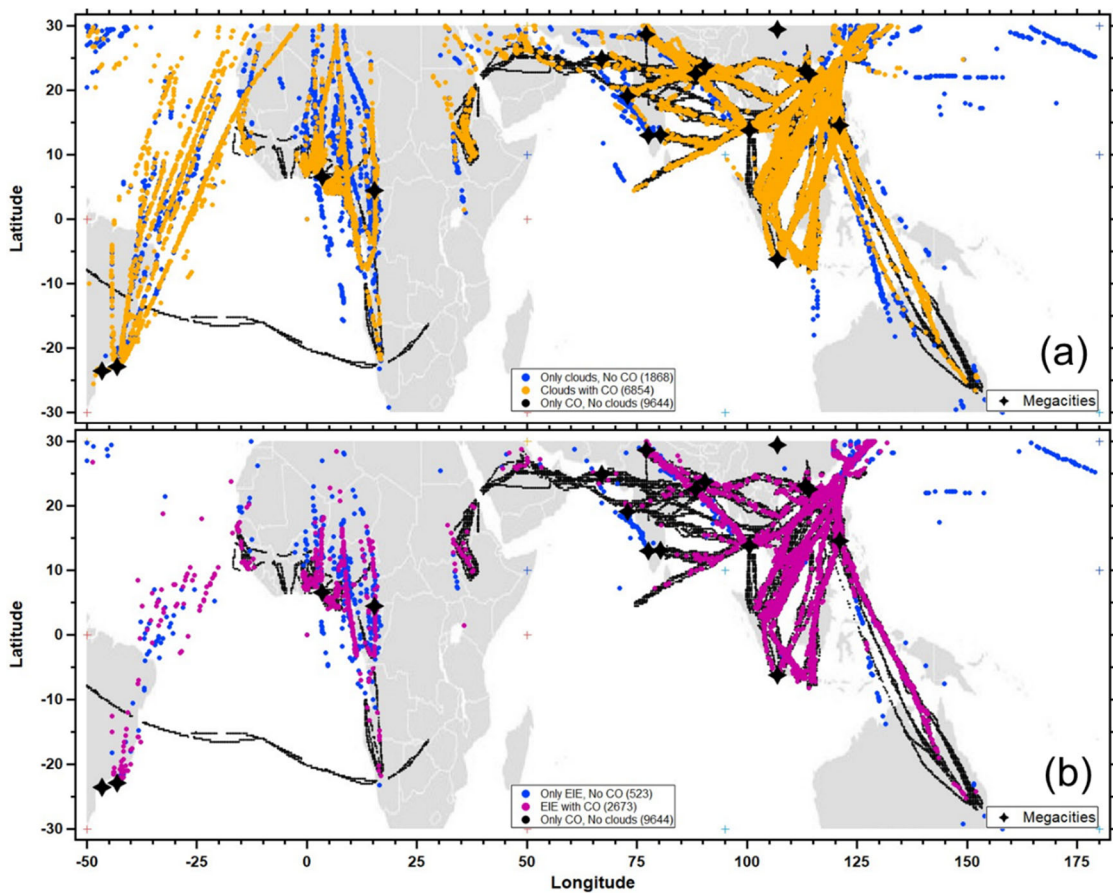 30
20
10
0
-10
-20
-30
Latitude
(a)
Only clouds, No CO (1868)
Clouds with CO (6854)
Only CO, No clouds (9644)
Megacities
30
20
10
0
-10
-20
-30
Latitude
(b)
Only EIE, No CO (523)
EIE with CO (2673)
Only CO, No clouds (9644)
Megacities
-50 -25 0 25 50 75 100 125 150 175
Longitude